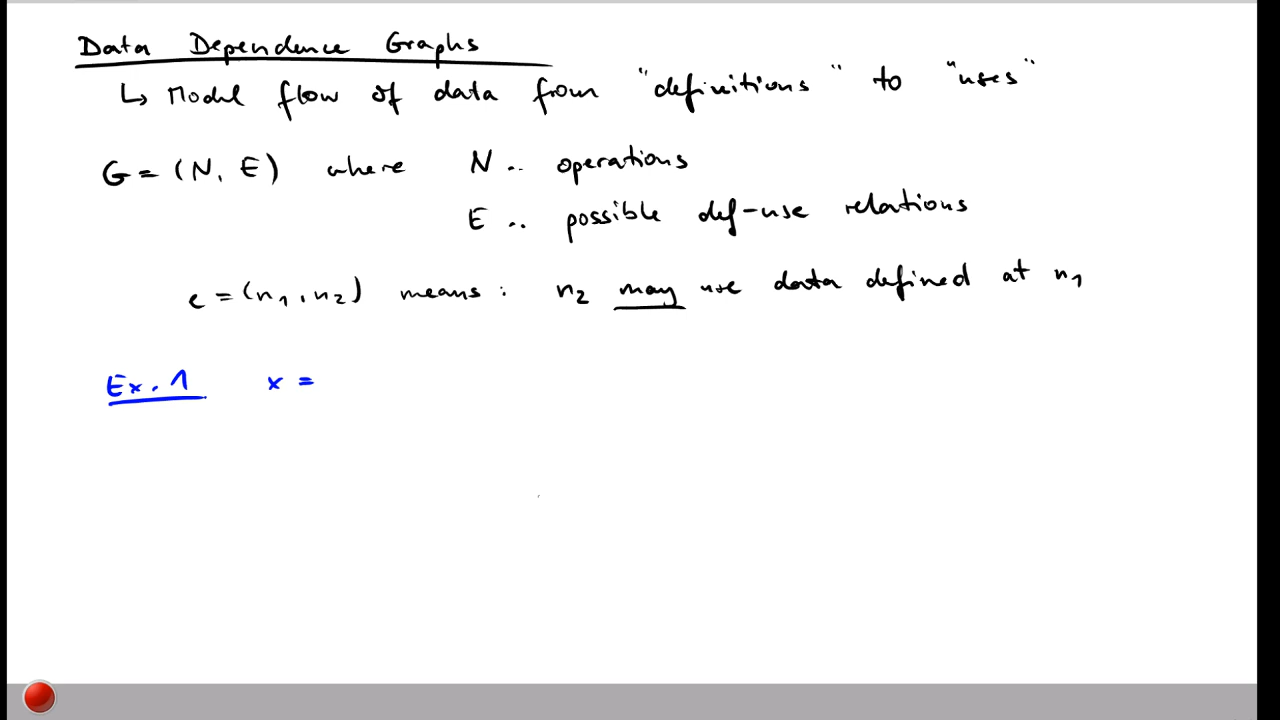 Data Dependence Graphs
↳ Model flow of data from "definitions" to "uses"
G = (N, E) where N .. operations
E .. possible def-use relations
e = (n₁, n₂) means : n₂ may use data defined at n₁
Ex. 1 x =